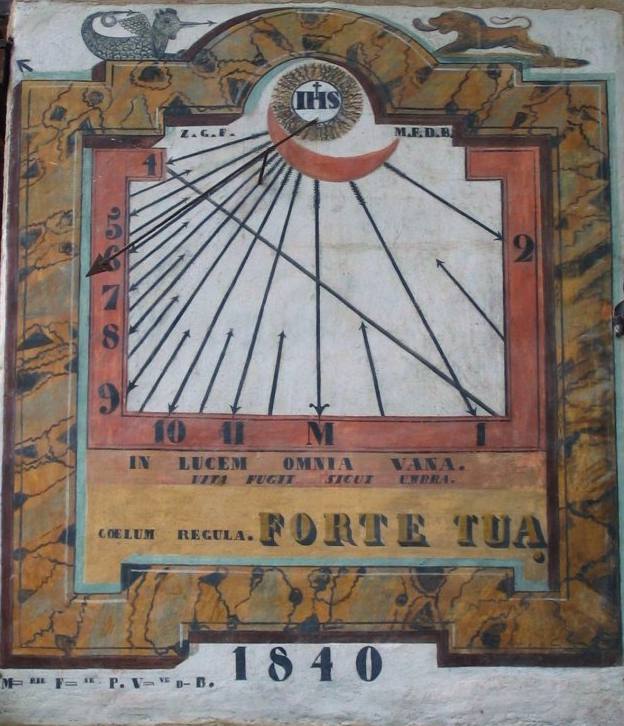 IHS
Z.G.F. M.F.D.B.
4
5
6
7
8
9
2
10 11 M 1
IN LUCEM OMNIA VANA.
VITA FUGIT SICUT UMBRA.
CŒLUM REGULA. FORTE TUA
1840
P. V= D= B.